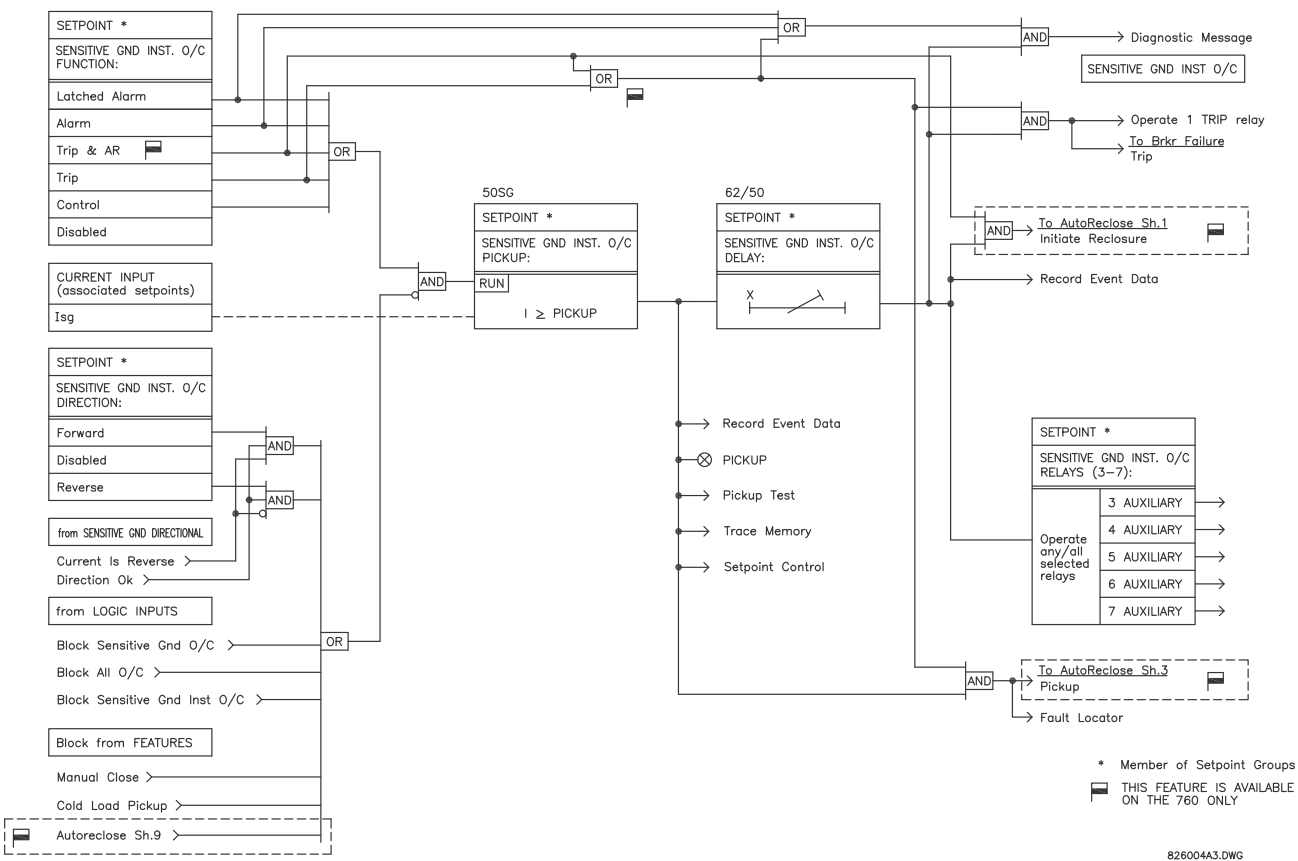 SETPOINT *
SENSITIVE GND INST. O/C
FUNCTION:
Latched Alarm
Alarm
Trip & AR
Trip
Control
Disabled
CURRENT INPUT
(associated setpoints)
Isg
SETPOINT *
SENSITIVE GND INST. O/C
DIRECTION:
Forward
Disabled
Reverse
from SENSITIVE GND DIRECTIONAL
Current Is Reverse
Direction Ok
from LOGIC INPUTS
Block Sensitive Gnd O/C
Block All O/C
Block Sensitive Gnd Inst O/C
Block from FEATURES
Manual Close
Cold Load Pickup
Autoreclose Sh.9
AND
AND
OR
OR
AND
OR
OR
50SG
SETPOINT *
SENSITIVE GND INST. O/C
PICKUP:
RUN
I ≥ PICKUP
62/50
SETPOINT *
SENSITIVE GND INST. O/C
DELAY:
X
Record Event Data
PICKUP
Pickup Test
Trace Memory
Setpoint Control
AND
Diagnostic Message
SENSITIVE GND INST O/C
AND
Operate 1 TRIP relay
To Brkr Failure
Trip
AND
To AutoReclose Sh.1
Initiate Reclosure
Record Event Data
SETPOINT *
SENSITIVE GND INST. O/C
RELAYS (3–7):
Operate
any/all
selected
relays
3 AUXILIARY
4 AUXILIARY
5 AUXILIARY
6 AUXILIARY
7 AUXILIARY
AND
To AutoReclose Sh.3
Pickup
Fault Locator
* Member of Setpoint Groups
THIS FEATURE IS AVAILABLE
ON THE 760 ONLY
826004A3.DWG